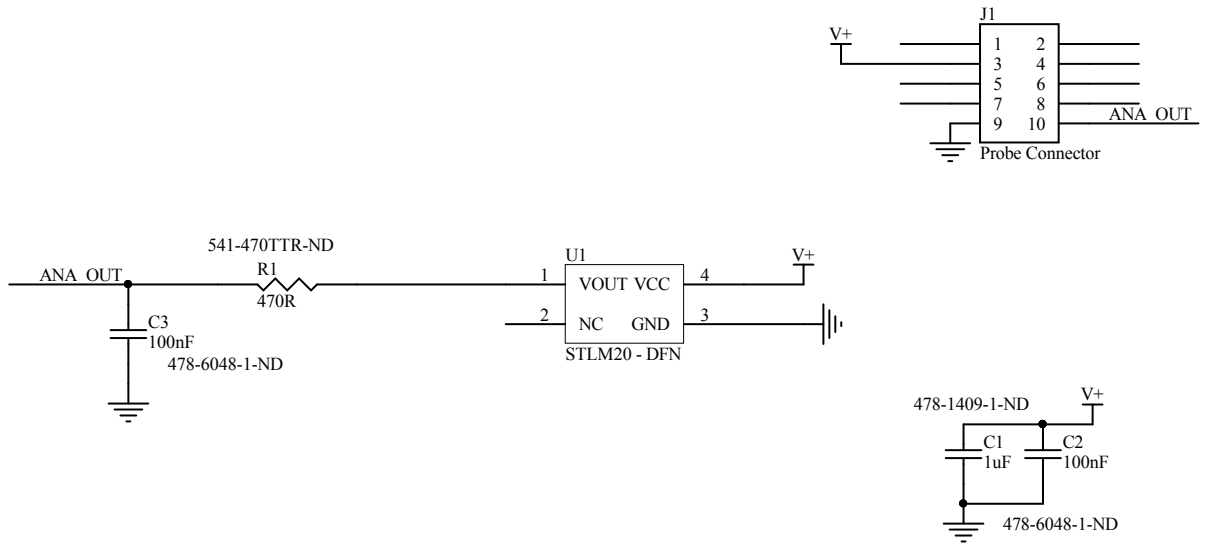 J1
V+
1 2
3 4
5 6
7 8
9 10
ANA_OUT
Probe Connector
541-470TTR-ND
ANA_OUT
R1
470R
U1
1 VOUT VCC 4
V+
2 NC GND 3
STLM20 - DFN
C3
100nF
478-6048-1-ND
478-1409-1-ND
V+
C1
1uF
C2
100nF
478-6048-1-ND